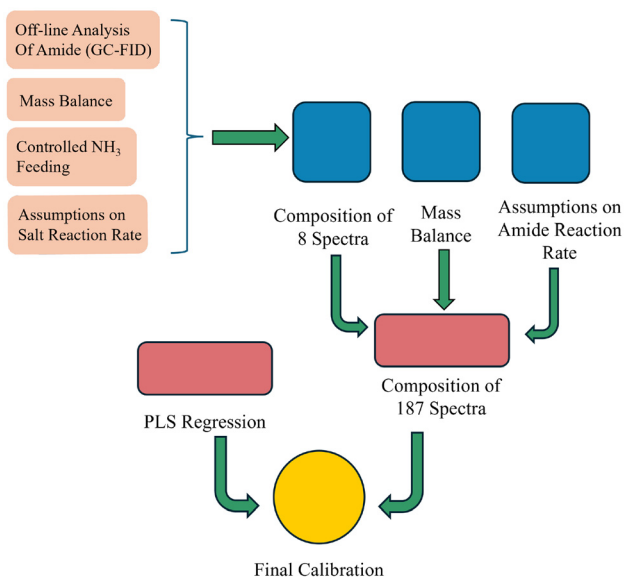 Off-line Analysis
Of Amide (GC-FID)
Mass Balance
Controlled NH₃
Feeding
Assumptions on
Salt Reaction Rate
Composition of
8 Spectra
Mass
Balance
Assumptions on
Amide Reaction
Rate
Composition of
187 Spectra
PLS Regression
Final Calibration